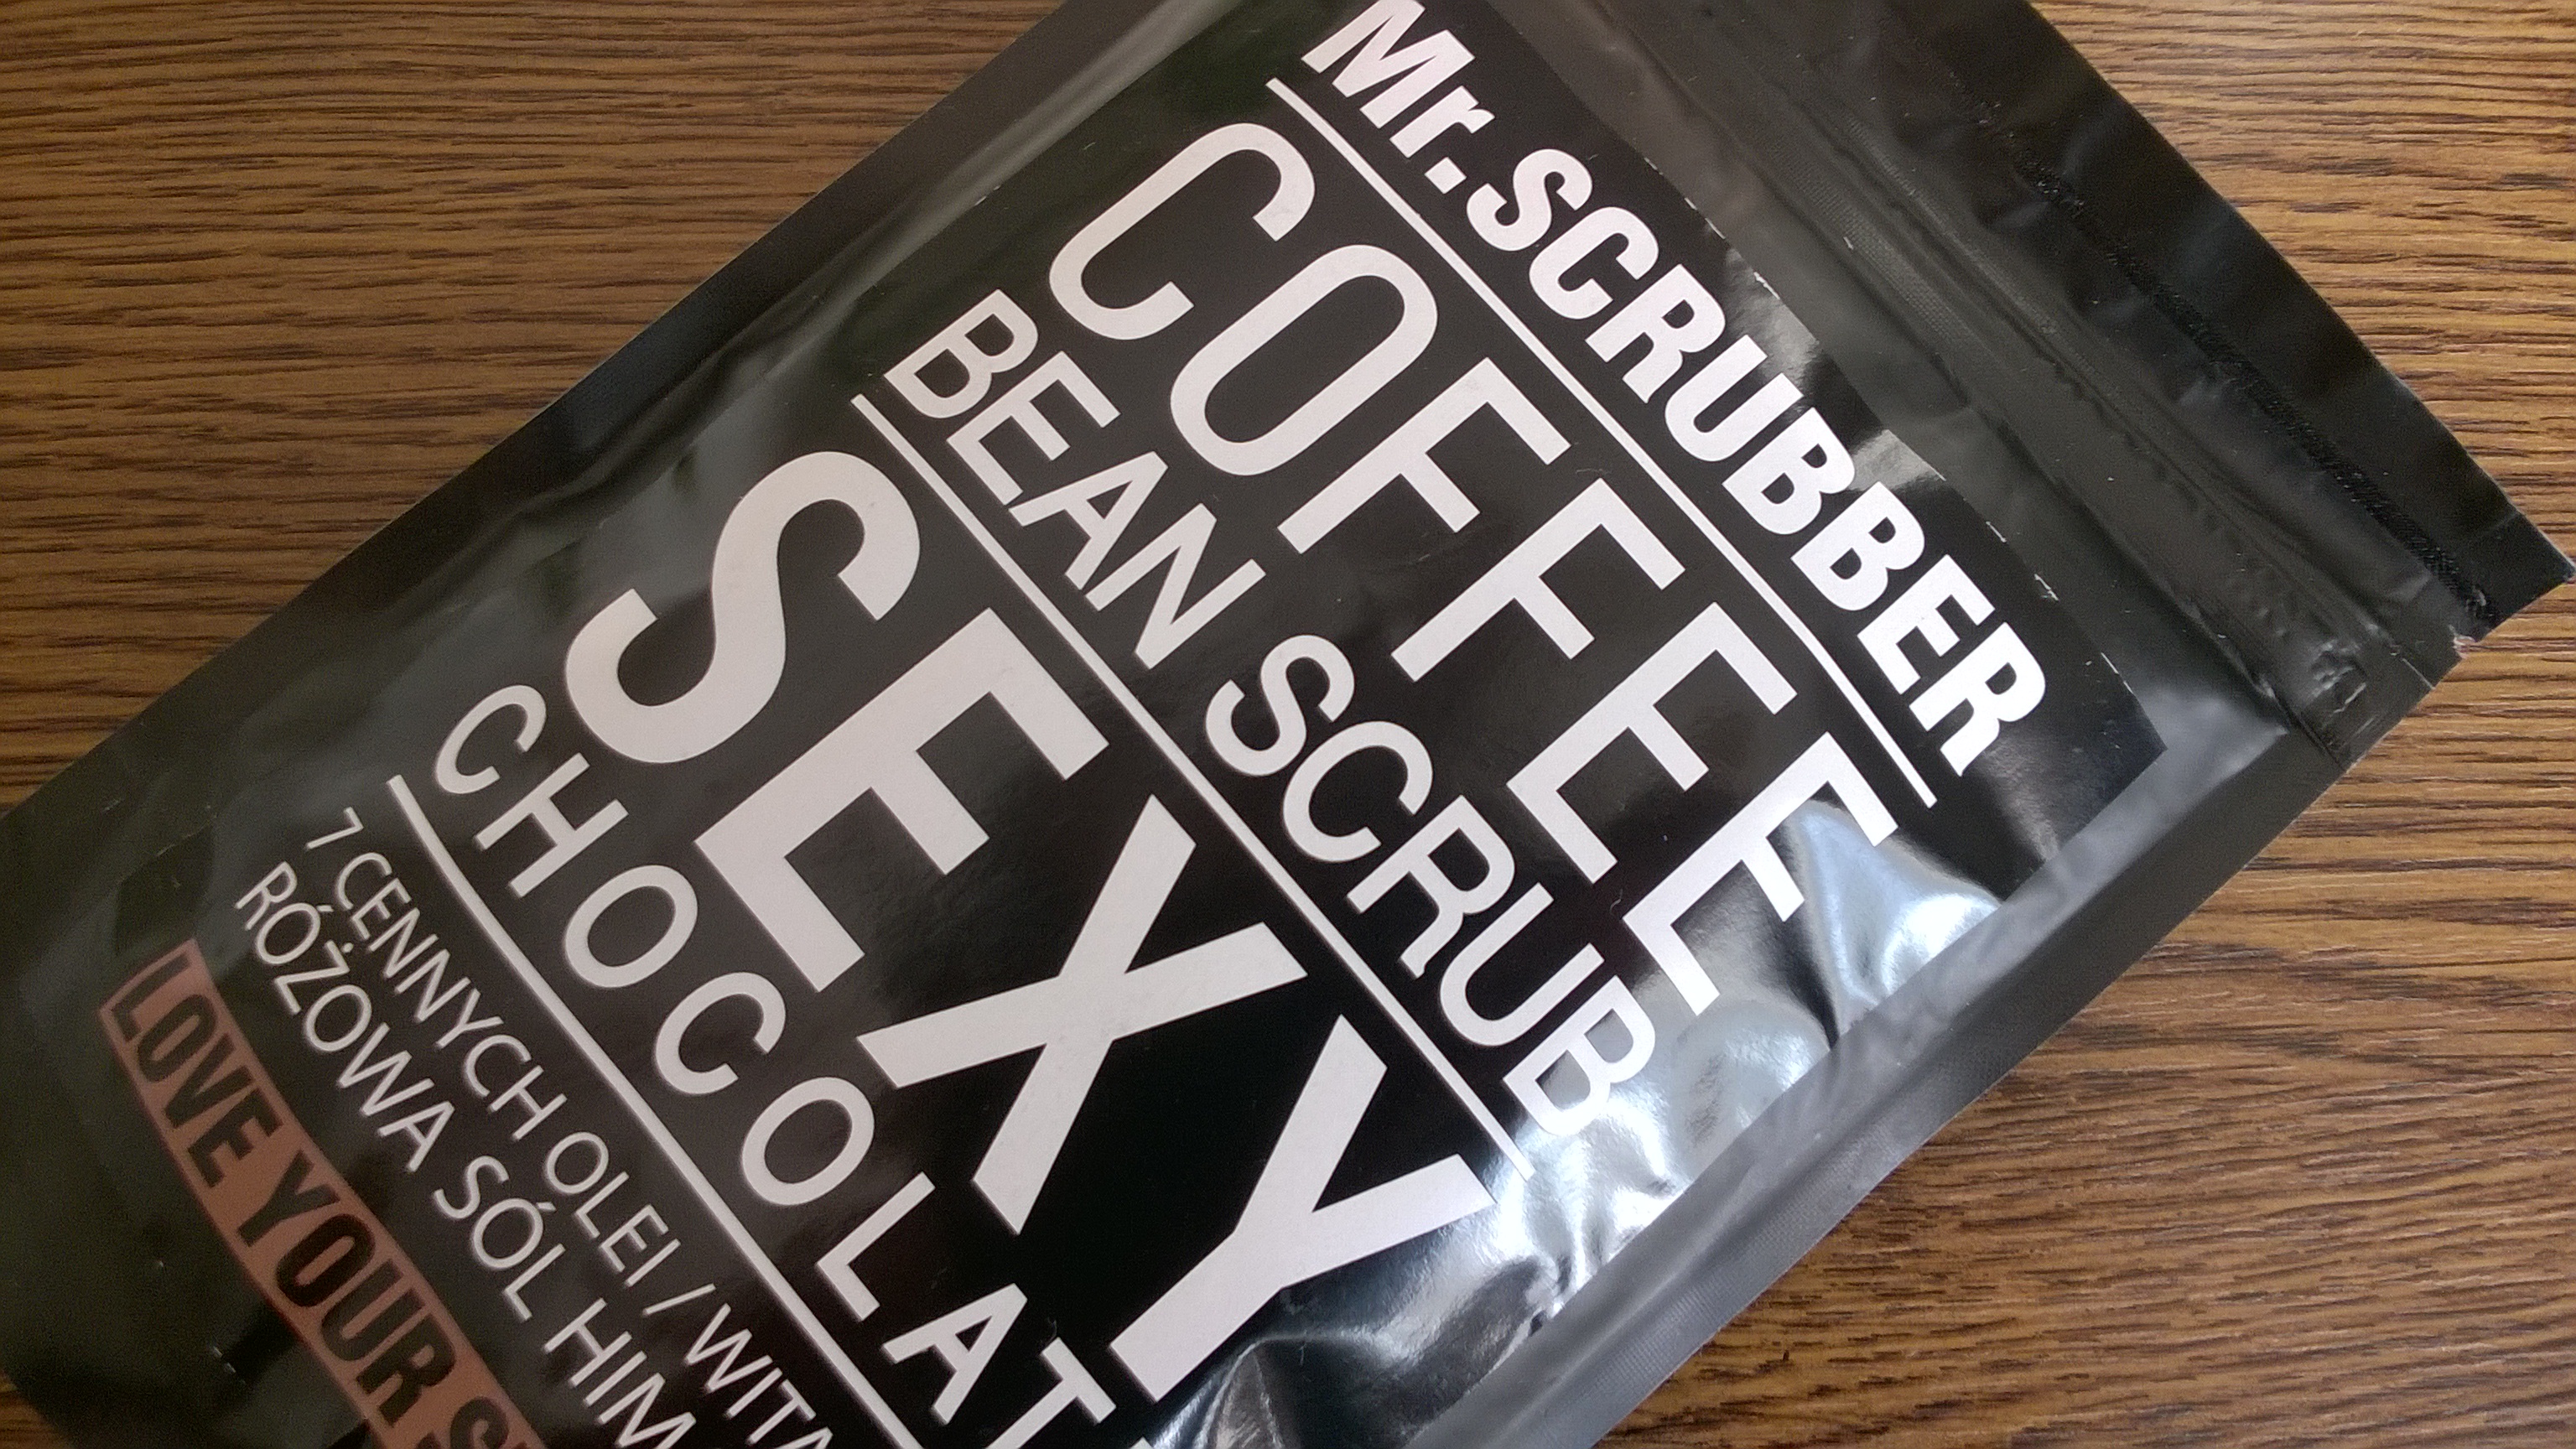 Mr.SCRUBBER
COFFEE
BEAN SCRUB
SEXY
CHOCOLAT
7 CENNYCH OLEI / WITA
RÓŻOWA SÓL HIM
LOVE YOUR S